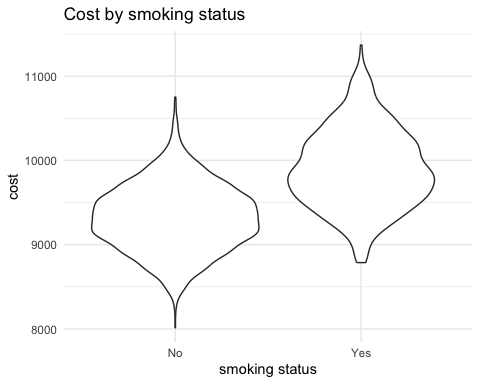 Cost by smoking status
11000
10000
9000
8000
cost
No Yes
smoking status